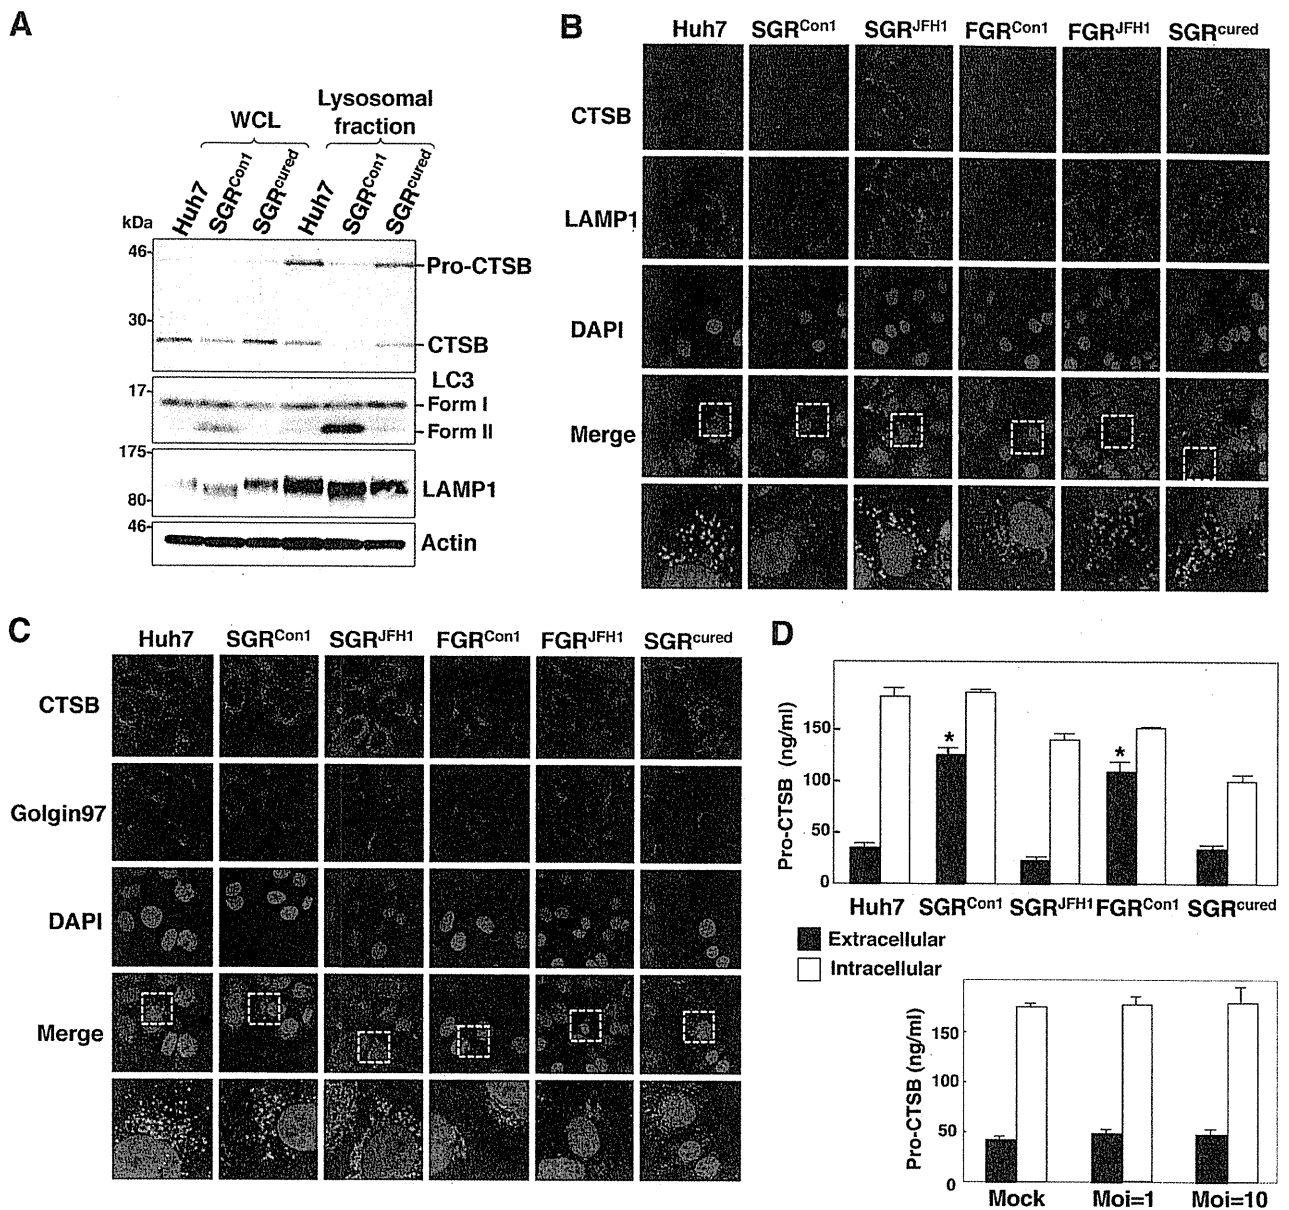 A
WCL
Lysosomal
fraction
Huh7
SGRCon1
SGRcured
Huh7
SGRCon1
SGRcured
kDa
46
30
Pro-CTSB
CTSB
LC3
17
Form I
Form II
175
80
LAMP1
46
Actin
B
Huh7 SGRCon1 SGRJFH1 FGRCon1 FGRJFH1 SGRcured
CTSB
LAMP1
DAPI
Merge
C
Huh7 SGRCon1 SGRJFH1 FGRCon1 FGRJFH1 SGRcured
CTSB
Golgin97
DAPI
Merge
D
Pro-CTSB (ng/ml)
150
100
50
0
* *
Huh7 SGRCon1 SGRJFH1 FGRCon1 SGRcured
Extracellular
Intracellular
Pro-CTSB (ng/ml)
150
100
50
0
Mock Moi=1 Moi=10